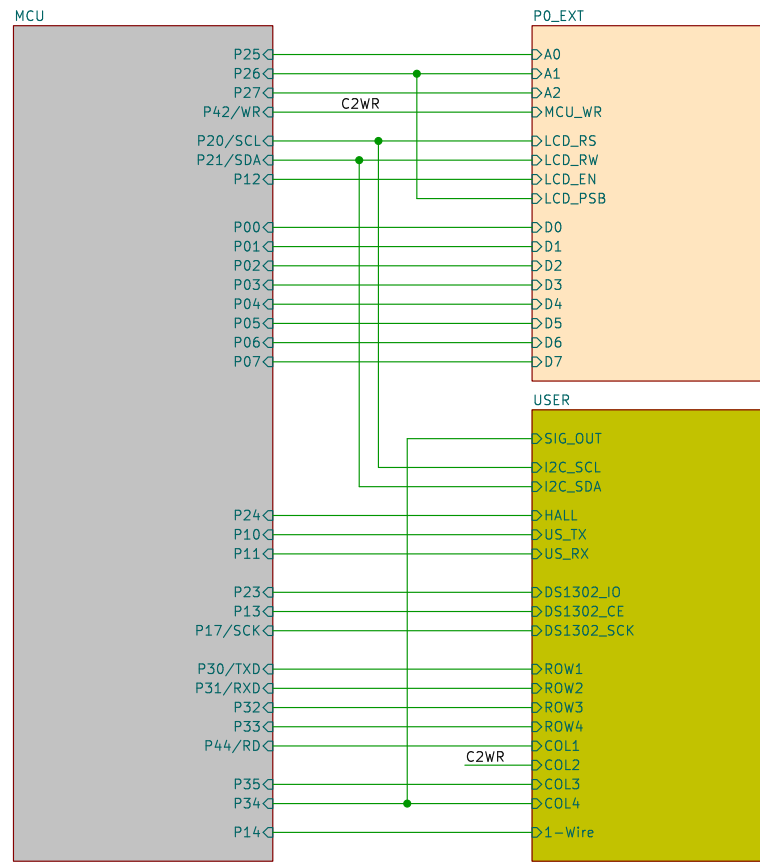 MCU P0_EXT
P25 A0
P26 A1
P27 A2
C2WR
P42/WR MCU_WR
P20/SCL LCD_RS
P21/SDA LCD_RW
P12 LCD_EN
LCD_PSB
P00 D0
P01 D1
P02 D2
P03 D3
P04 D4
P05 D5
P06 D6
P07 D7
USER
SIG_OUT
I2C_SCL
I2C_SDA
P24 HALL
P10 US_TX
P11 US_RX
P23 DS1302_IO
P13 DS1302_CE
P17/SCK DS1302_SCK
P30/TXD ROW1
P31/RXD ROW2
P32 ROW3
P33 ROW4
P44/RD COL1
C2WR COL2
P35 COL3
P34 COL4
P14 1-Wire